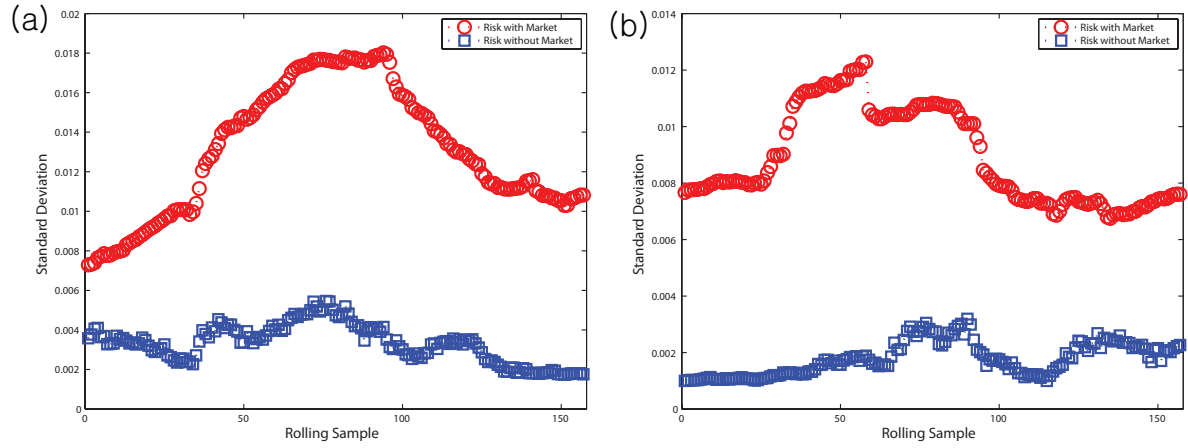 (a)
0.02
0.018
0.016
0.014
0.012
0.01
0.008
0.006
0.004
0.002
0
Standard Deviation
0
50
100
150
Rolling Sample
Risk with Market
Risk without Market
(b)
0.014
0.012
0.01
0.008
0.006
0.004
0.002
0
Standard Deviation
0
50
100
150
Rolling Sample
Risk with Market
Risk without Market